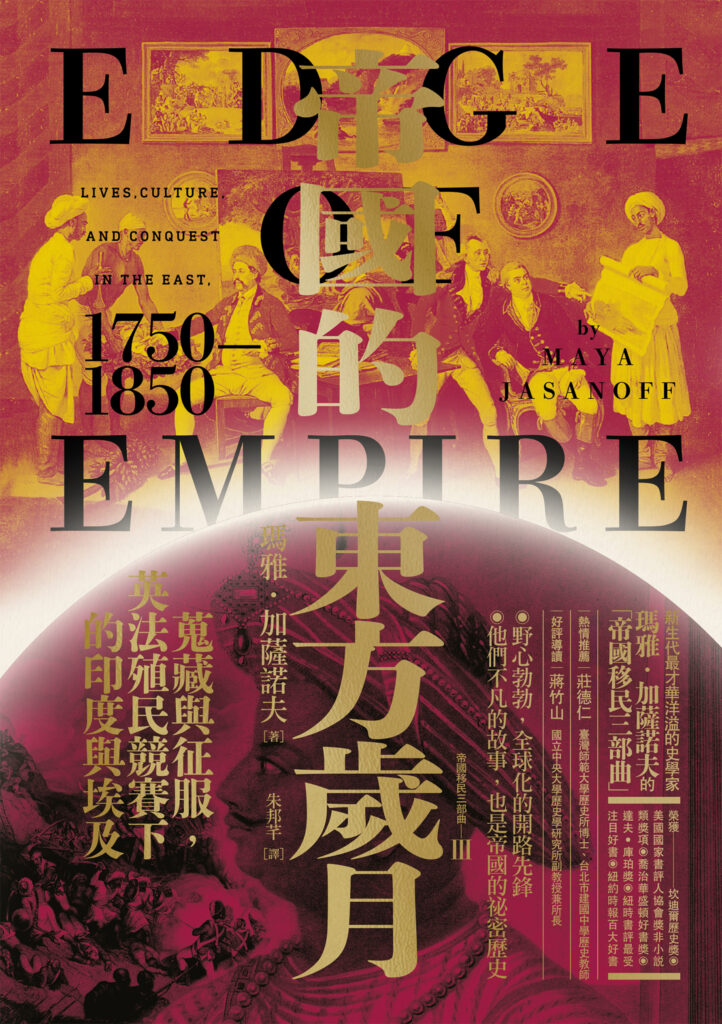 EDGE
OF
EMPIRE
LIVES, CULTURE,
AND CONQUEST
IN THE EAST,
1750–
1850
by
MAYA
JASANOFF
帝國的
東方歲月
瑪雅・加薩諾夫［著］
朱邦芊［譯］
蒐藏與征服，
英法殖民競賽下
的印度與埃及
帝國移民三部曲—III
新生代最才華洋溢的史學家
瑪雅・加薩諾夫的
「帝國移民三部曲」
榮獲——坎迪爾歷史獎◉
美國國家書評人協會獎非小說
類獎項◉喬治華盛頓好書獎◉
達夫・庫珀獎◉紐時書評最受
注目好書◉紐約時報百大好書
熱情推薦｜莊德仁 臺灣師範大學歷史所博士、台北市建國中學歷史教師
好評導讀｜蔣竹山 國立中央大學歷史學研究所副教授兼所長
◉野心勃勃，全球化的開路先鋒
◉他們不凡的故事，也是帝國的祕密歷史